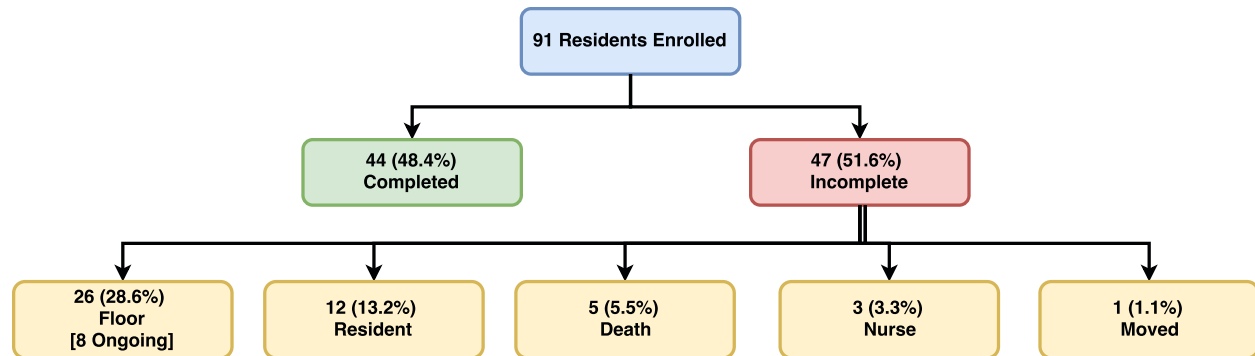 91 Residents Enrolled
44 (48.4%)
Completed
47 (51.6%)
Incomplete
26 (28.6%)
Floor
[8 Ongoing]
12 (13.2%)
Resident
5 (5.5%)
Death
3 (3.3%)
Nurse
1 (1.1%)
Moved